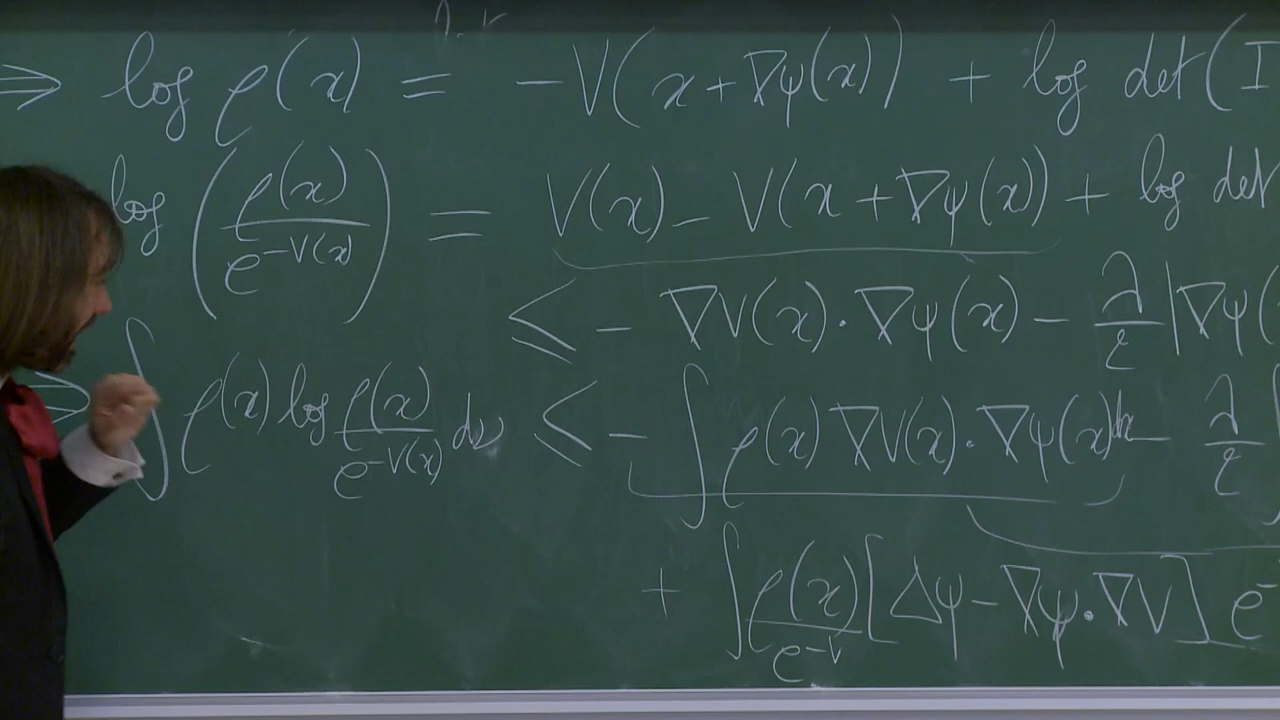 ⇒ log ρ(x) = −V(x+∇ψ(x)) + log det(I
log (ρ(x)/e^{−V(x)}) = V(x) − V(x+∇ψ(x)) + log det
≤ − ∇V(x)·∇ψ(x) − λ/2 |∇ψ(
⇒ ∫ ρ(x) log ρ(x)/e^{−V(x)} dx ≤ − ∫ ρ(x) ∇V(x)·∇ψ(x)dx − λ/2 ∫
+ ∫ ρ(x)/e^{−V} [Δψ − ∇ψ·∇V] e^{−